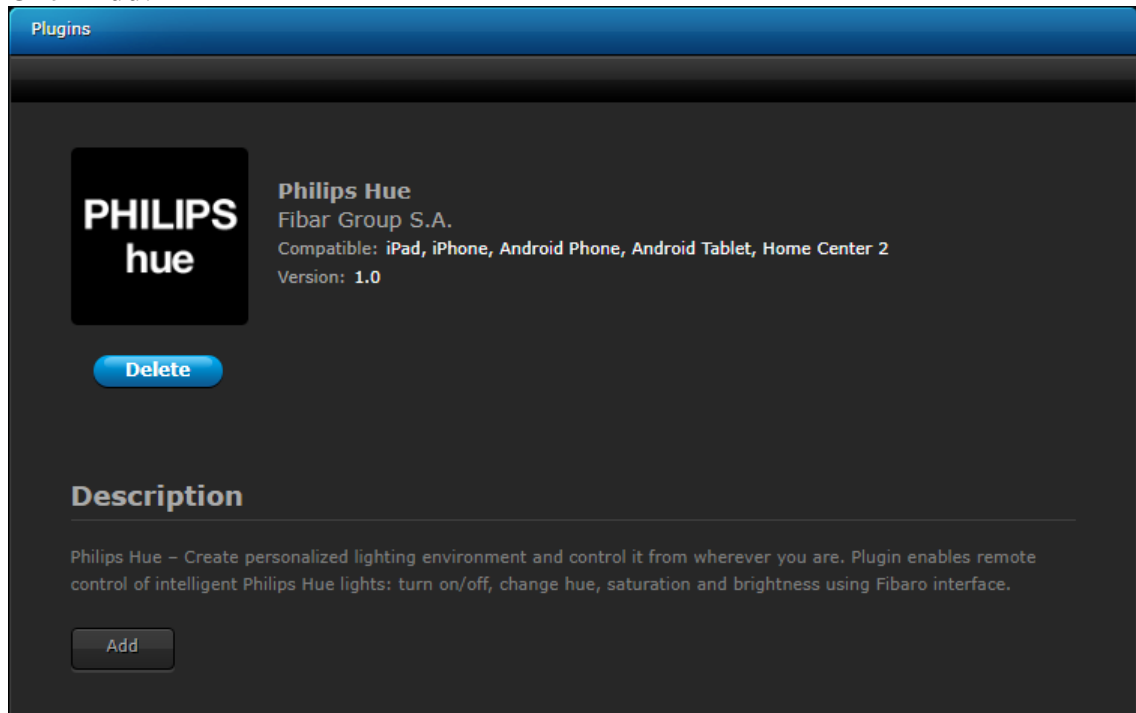 Plugins
PHILIPS
hue
Philips Hue
Fibar Group S.A.
Compatible: iPad, iPhone, Android Phone, Android Tablet, Home Center 2
Version: 1.0
Delete
Description
Philips Hue – Create personalized lighting environment and control it from wherever you are. Plugin enables remote
control of intelligent Philips Hue lights: turn on/off, change hue, saturation and brightness using Fibaro interface.
Add